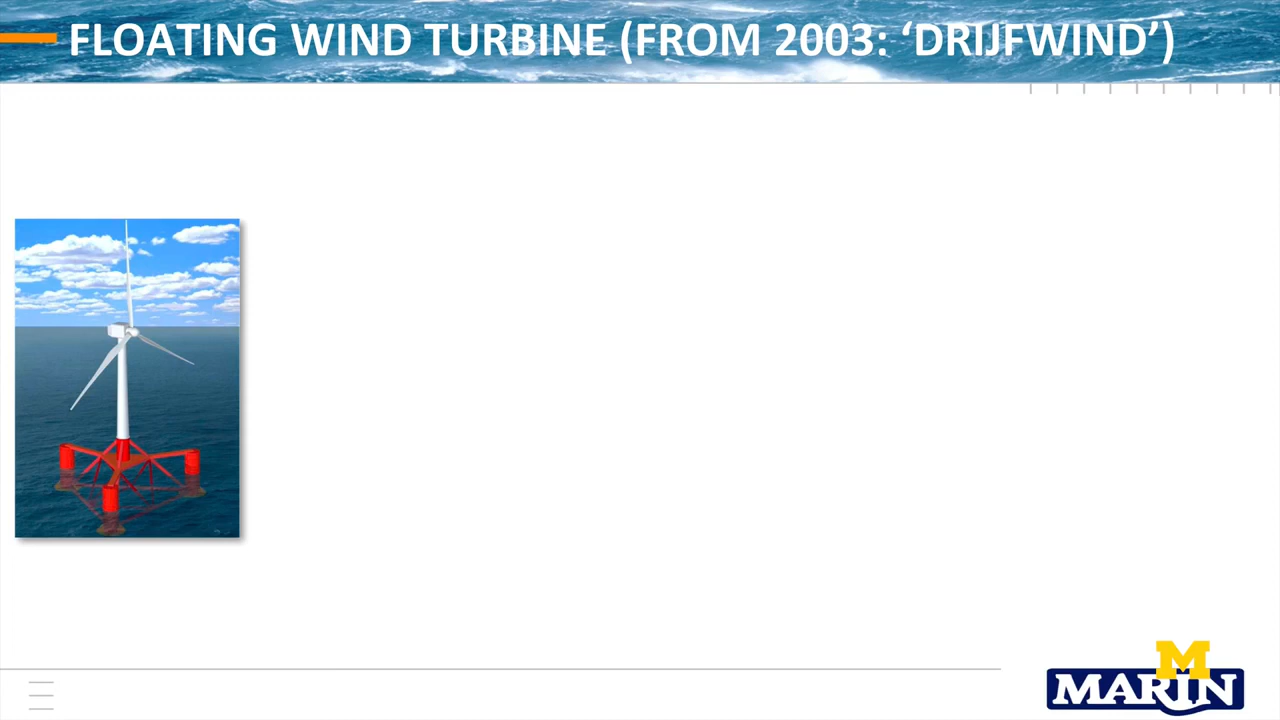 FLOATING WIND TURBINE (FROM 2003: ‘DRIJFWIND’)
M
MARIN